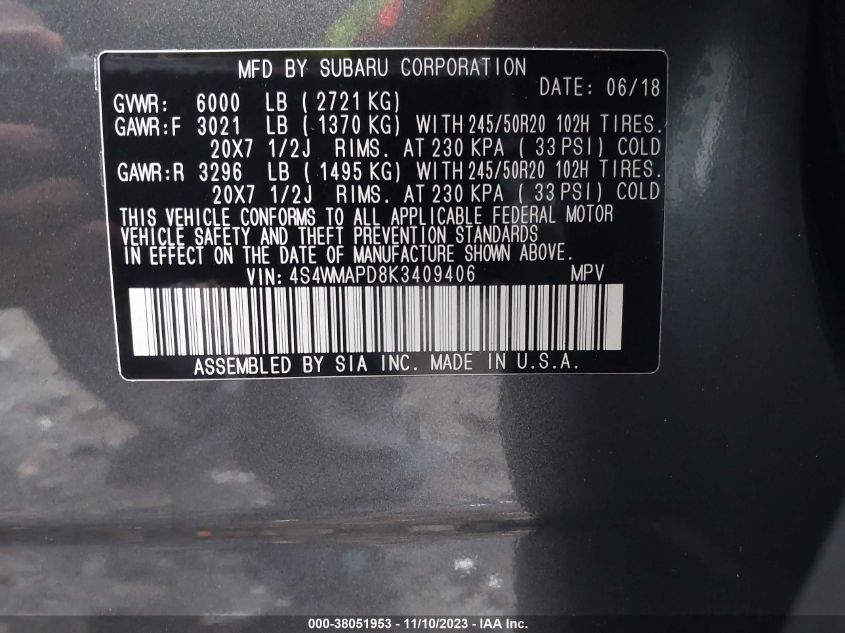 MFD BY SUBARU CORPORATION
DATE: 06/18
GVWR: 6000 LB ( 2721 KG)
GAWR:F 3021 LB ( 1370 KG) WITH 245/50R20 102H TIRES.
20X7 1/2J RIMS. AT 230 KPA ( 33 PSI) COLD
GAWR:R 3296 LB ( 1495 KG) WITH 245/50R20 102H TIRES.
20X7 1/2J RIMS. AT 230 KPA ( 33 PSI) COLD
THIS VEHICLE CONFORMS TO ALL APPLICABLE FEDERAL MOTOR
VEHICLE SAFETY AND THEFT PREVENTION STANDARDS
IN EFFECT ON THE DATE OF MANUFACTURE SHOWN ABOVE.
VIN: 4S4WMAPD8K3409406 MPV
ASSEMBLED BY SIA INC. MADE IN U.S.A.
000-38051953 - 11/10/2023 - IAA Inc.